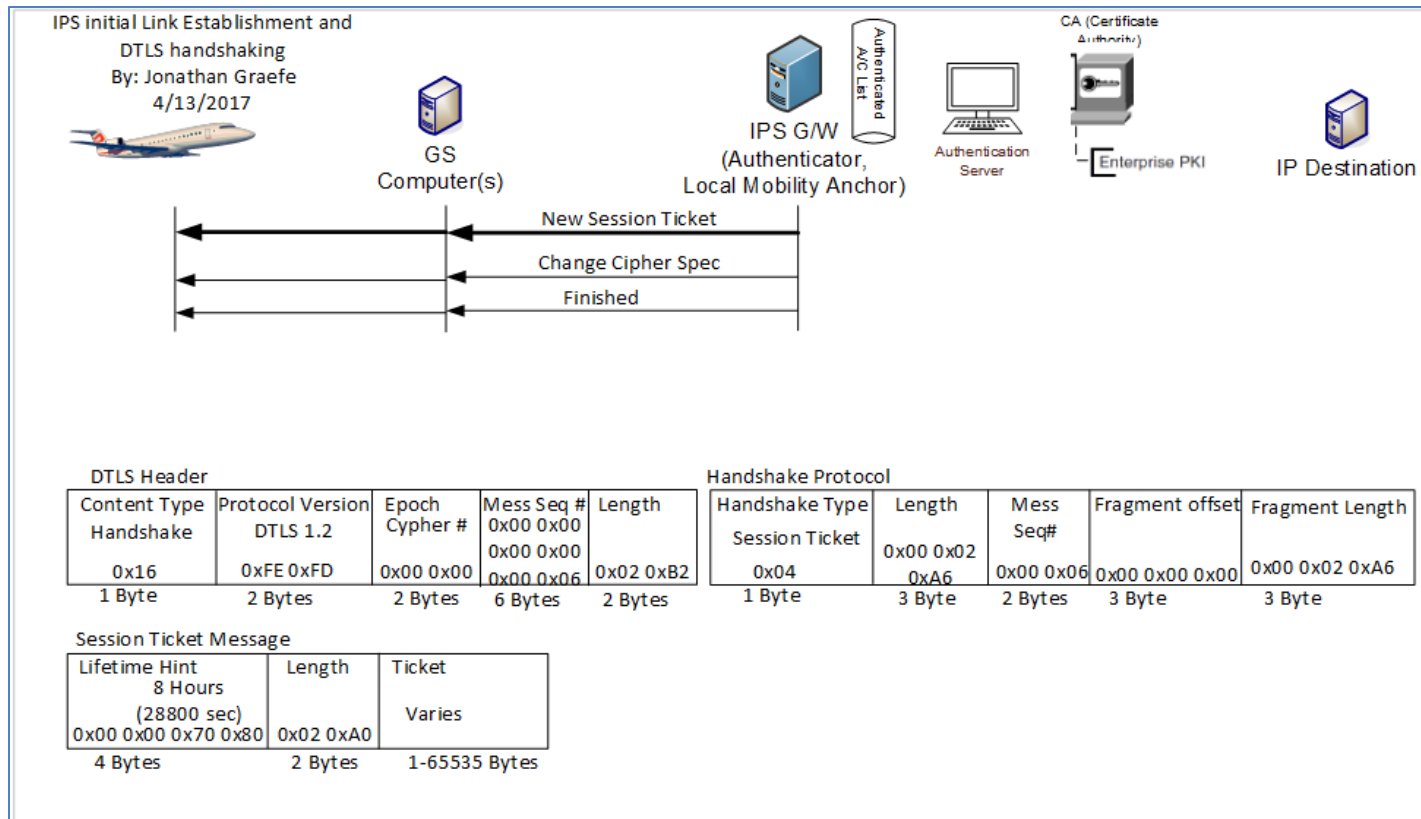 IPS initial Link Establishment and
DTLS handshaking
By: Jonathan Graefe
4/13/2017
GS
Computer(s)
IPS G/W
(Authenticator,
Local Mobility Anchor)
Authenticated
A/C List
Authentication
Server
CA (Certificate
Authority)
Enterprise PKI
IP Destination
New Session Ticket
Change Cipher Spec
Finished
DTLS Header
Content Type
Handshake
0x16
1 Byte
Protocol Version
DTLS 1.2
0xFE 0xFD
2 Bytes
Epoch
Cypher #
0x00 0x00
2 Bytes
Mess Seq #
0x00 0x00
0x00 0x00
0x00 0x06
6 Bytes
Length
0x02 0xB2
2 Bytes
Handshake Protocol
Handshake Type
Session Ticket
0x04
1 Byte
Length
0x00 0x02
0xA6
3 Byte
Mess
Seq#
0x00 0x06
2 Bytes
Fragment offset
0x00 0x00 0x00
3 Byte
Fragment Length
0x00 0x02 0xA6
3 Byte
Session Ticket Message
Lifetime Hint
8 Hours
(28800 sec)
0x00 0x00 0x70 0x80
4 Bytes
Length
0x02 0xA0
2 Bytes
Ticket
Varies
1-65535 Bytes